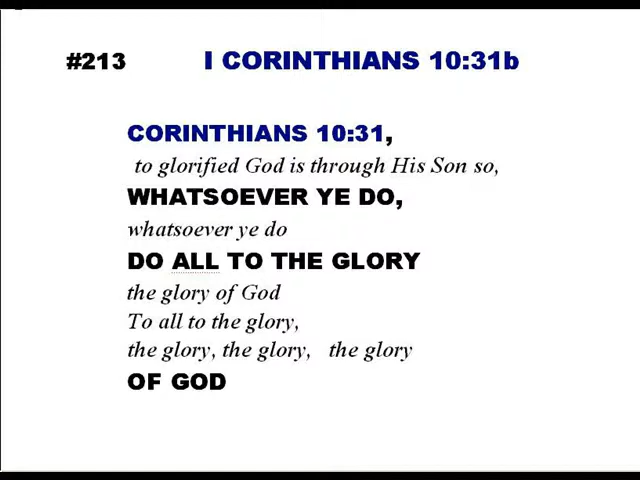 #213 I CORINTHIANS 10:31b
CORINTHIANS 10:31,
to glorified God is through His Son so,
WHATSOEVER YE DO,
whatsoever ye do
DO ALL TO THE GLORY
the glory of God
To all to the glory,
the glory, the glory, the glory
OF GOD